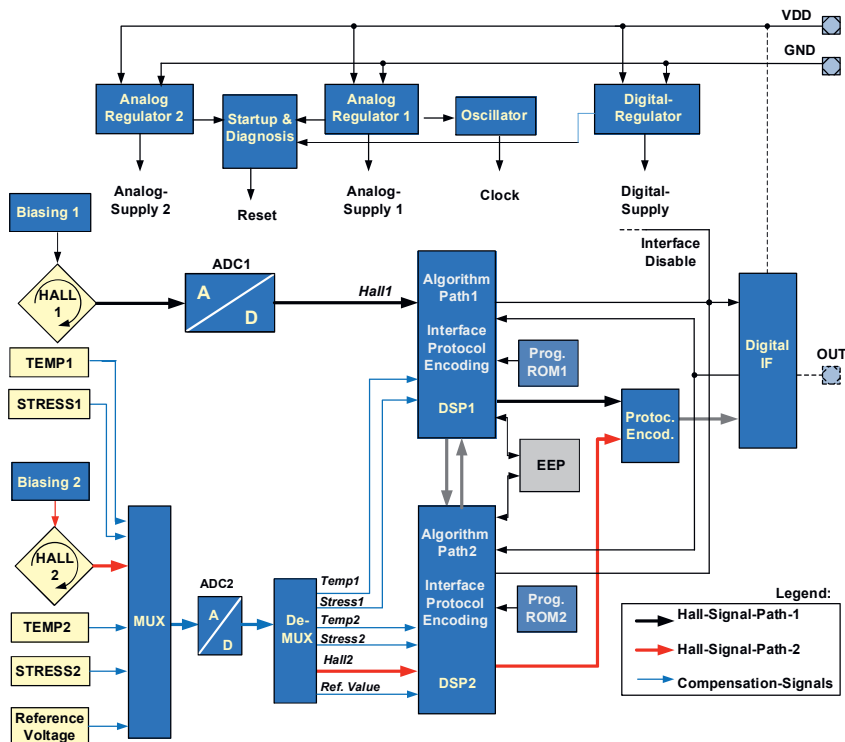 VDD
GND
Analog
Regulator 2
Startup &
Diagnosis
Analog
Regulator 1
Oscillator
Digital-
Regulator
Analog-
Supply 2
Reset
Analog-
Supply 1
Clock
Digital-
Supply
Biasing 1
Interface
Disable
HALL
1
ADC1
A
D
Hall1
Algorithm
Path1
Interface
Protocol
Encoding
DSP1
Prog.
ROM1
Digital
IF
OUT
TEMP1
STRESS1
Protoc.
Encod.
EEP
Biasing 2
HALL
2
MUX
ADC2
A
D
De-
MUX
Temp1
Stress1
Temp2
Stress2
Hall2
Ref. Value
Algorithm
Path2
Interface
Protocol
Encoding
DSP2
Prog.
ROM2
TEMP2
STRESS2
Reference
Voltage
Legend:
Hall-Signal-Path-1
Hall-Signal-Path-2
Compensation-Signals